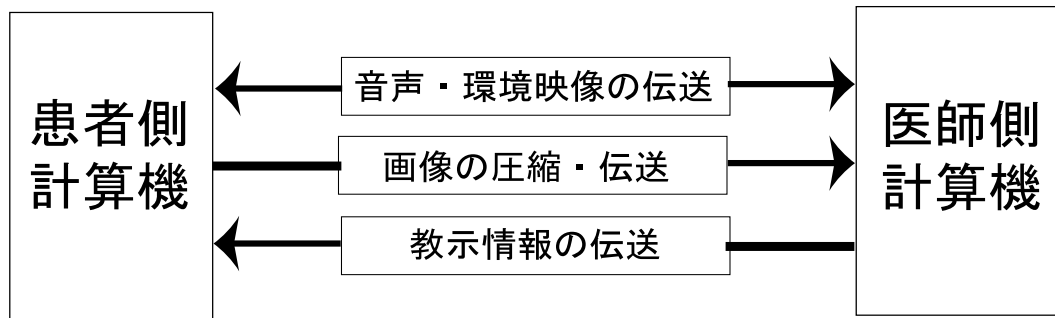 患者側
計算機
音声・環境映像の伝送
画像の圧縮・伝送
教示情報の伝送
医師側
計算機